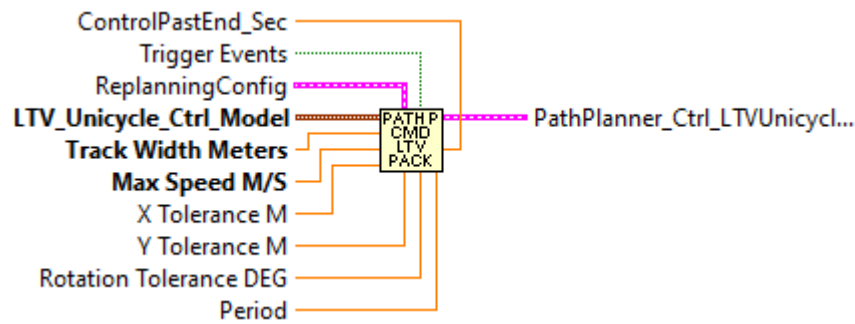 ControlPastEnd_Sec
Trigger Events
ReplanningConfig
LTV_Unicycle_Ctrl_Model
Track Width Meters
Max Speed M/S
X Tolerance M
Y Tolerance M
Rotation Tolerance DEG
Period
PATH P
CMD
LTV
PACK
PathPlanner_Ctrl_LTVUnicycl...